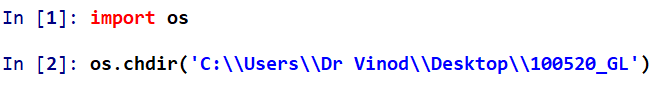 In [1]: import os
In [2]: os.chdir('C:\\Users\\Dr Vinod\\Desktop\\100520_GL')